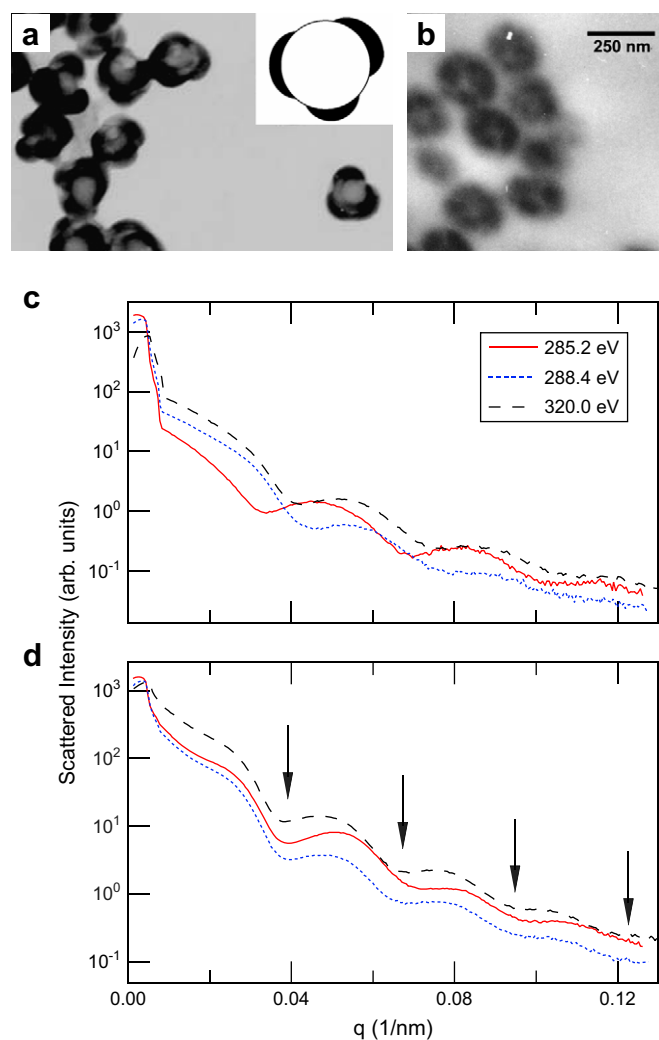 a
b
250 nm
c
10³
10²
10¹
10⁰
10⁻¹
285.2 eV
288.4 eV
320.0 eV
Scattered Intensity (arb. units)
d
10³
10²
10¹
10⁰
10⁻¹
0.00
0.04
0.08
0.12
q (1/nm)